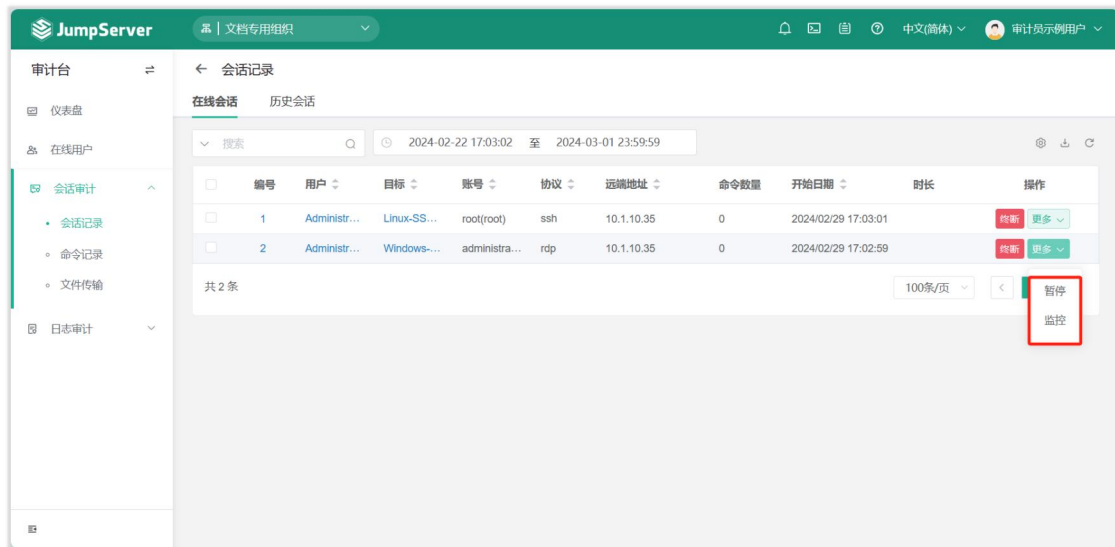 JumpServer
文档专用组织
中文(简体)
审计员示例用户
审计台
仪表盘
在线用户
会话审计
会话记录
命令记录
文件传输
日志审计
会话记录
在线会话 历史会话
搜索 2024-02-22 17:03:02 至 2024-03-01 23:59:59
编号 用户 目标 账号 协议 远端地址 命令数量 开始日期 时长 操作
1 Administr... Linux-SS... root(root) ssh 10.1.10.35 0 2024/02/29 17:03:01 终断 更多
2 Administr... Windows-... administra... rdp 10.1.10.35 0 2024/02/29 17:02:59 终断 更多
共 2 条 100条/页
暂停
监控